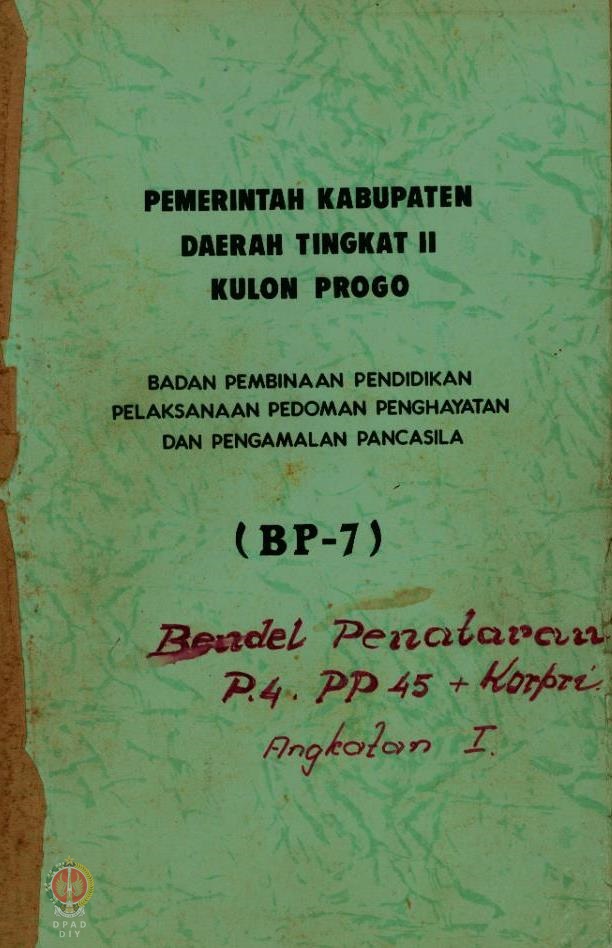 PEMERINTAH KABUPATEN
DAERAH TINGKAT II
KULON PROGO
BADAN PEMBINAAN PENDIDIKAN
PELAKSANAAN PEDOMAN PENGHAYATAN
DAN PENGAMALAN PANCASILA
(BP-7)
Bendel Penataran
P.4. PP 45 + Korpri.
Angkatan I.
DPAD
DIY